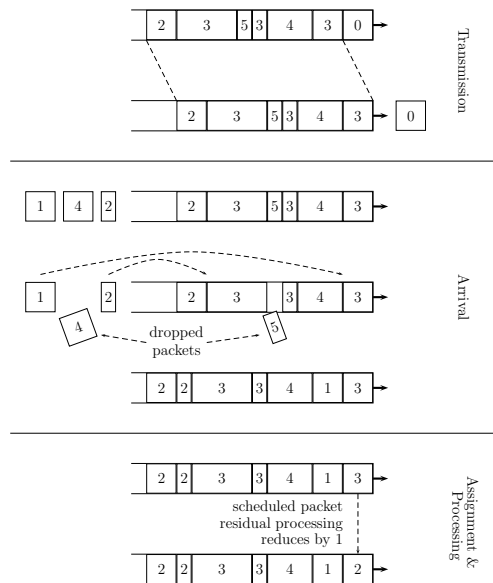 2 3 5 3 4 3 0
Transmission
2 3 5 3 4 3 0
1 4 2 2 3 5 3 4 3
Arrival
1 2 2 3 3 4 3
4 5
dropped
packets
2 2 3 3 4 1 3
2 2 3 3 4 1 3
Assignment &
Processing
scheduled packet
residual processing
reduces by 1
2 2 3 3 4 1 2